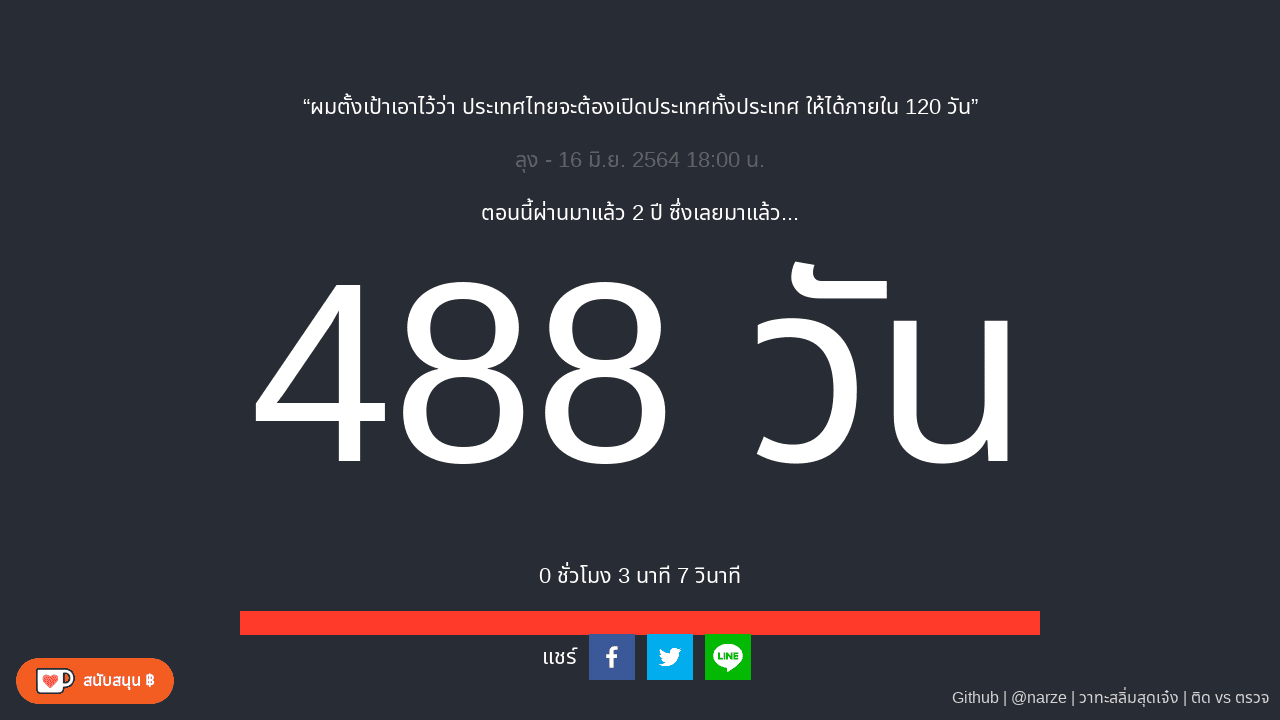 “ผมตั้งเป้าเอาไว้ว่า ประเทศไทยจะต้องเปิดประเทศทั้งประเทศ ให้ได้ภายใน 120 วัน”
ลุง - 16 มิ.ย. 2564 18:00 น.
ตอนนี้ผ่านมาแล้ว 2 ปี ซึ่งเลยมาแล้ว...
488 วัน
0 ชั่วโมง 3 นาที 7 วินาที
แชร์
LINE
สนับสนุน ฿
Github | @narze | วาทะสลิ่มสุดเจ๋ง | ติด vs ตรวจ